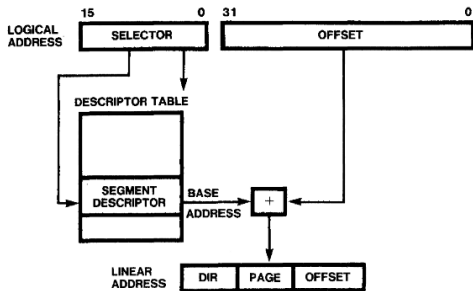 15 0 31 0
LOGICAL ADDRESS SELECTOR OFFSET
DESCRIPTOR TABLE
SEGMENT DESCRIPTOR
BASE ADDRESS
+
LINEAR ADDRESS DIR PAGE OFFSET